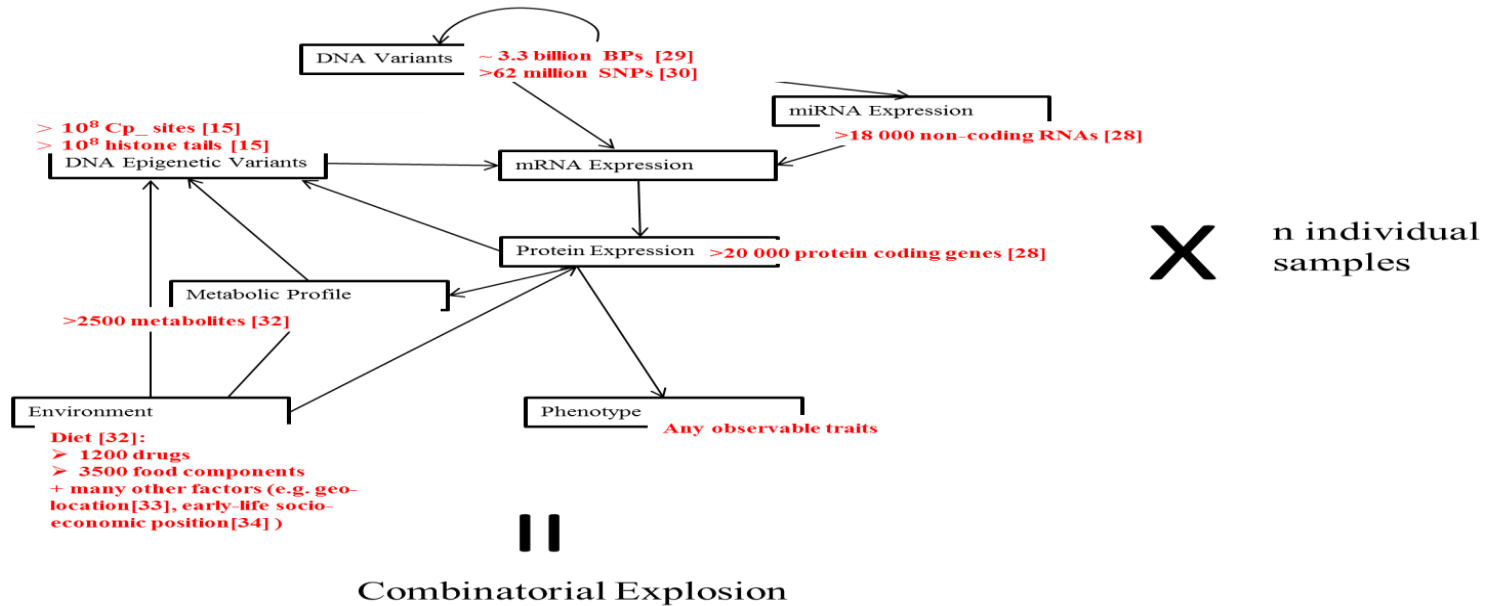 DNA Variants
~ 3.3 billion BPs [29]
>62 million SNPs [30]
miRNA Expression
>18 000 non-coding RNAs [28]
> 10⁸ Cp_ sites [15]
> 10⁸ histone tails [15]
DNA Epigenetic Variants
mRNA Expression
Protein Expression
>20 000 protein coding genes [28]
X
n individual
samples
Metabolic Profile
>2500 metabolites [32]
Environment
Diet [32]:
➢ 1200 drugs
➢ 3500 food components
+ many other factors (e.g. geo-
location[33], early-life socio-
economic position[34] )
Phenotype
Any observable traits
=
Combinatorial Explosion